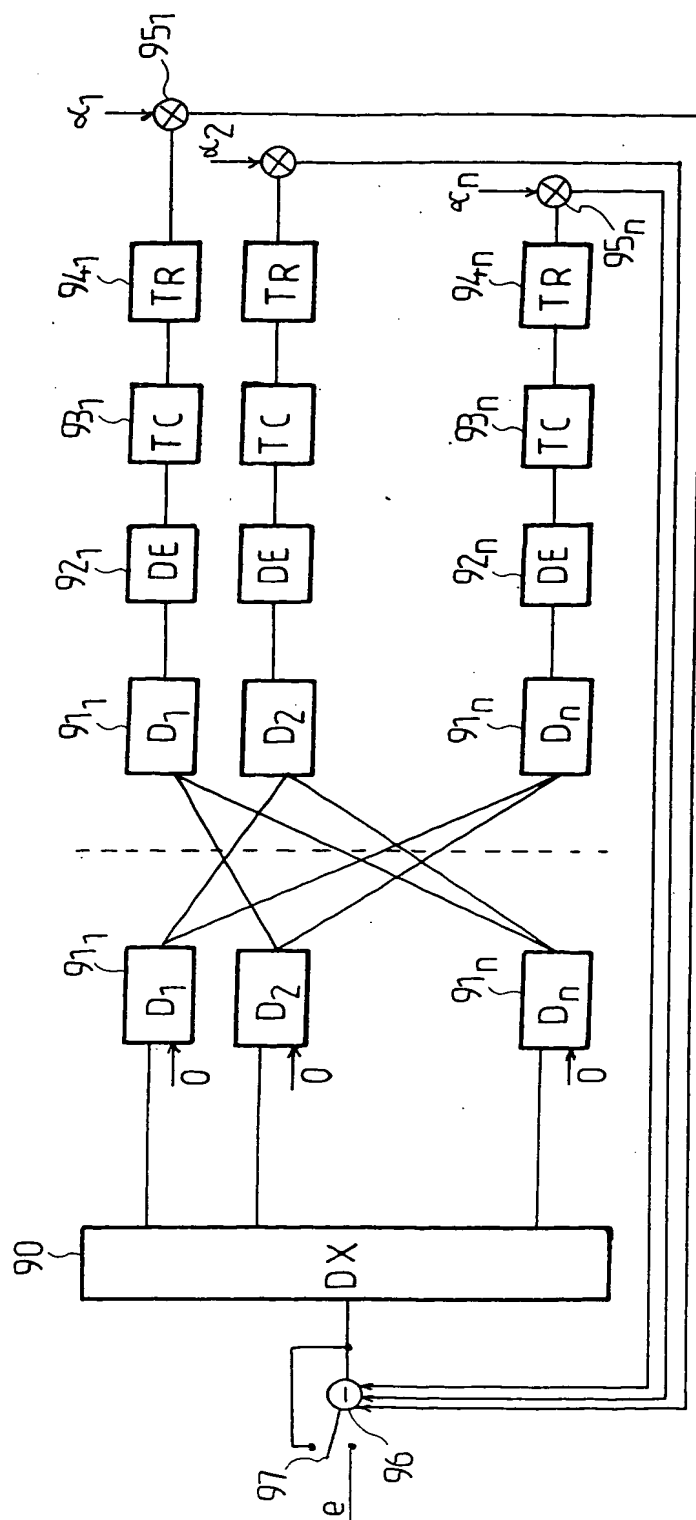 α₁
95₁
α₂
αₙ
95ₙ
94₁
TR
TR
94ₙ
TR
93₁
TC
TC
93ₙ
TC
92₁
DE
DE
92ₙ
DE
91₁
D₁
D₂
91ₙ
Dₙ
91₁
D₁
0
D₂
0
91ₙ
Dₙ
0
90
DX
97
96
e
-